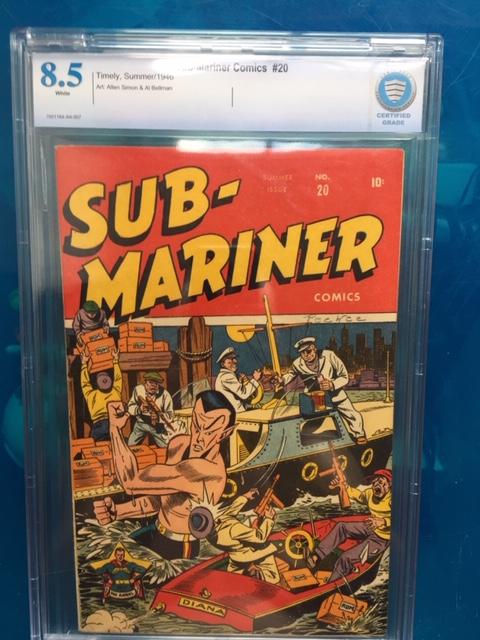 8.5
White
-Mariner Comics #20
Timely, Summer/1946
Art: Allen Simon & Al Bellman
CERTIFIED
GRADE
SUMMER
ISSUE
NO.
20
10¢
SUB-
MARINER
COMICS
PeeWee
DIANA